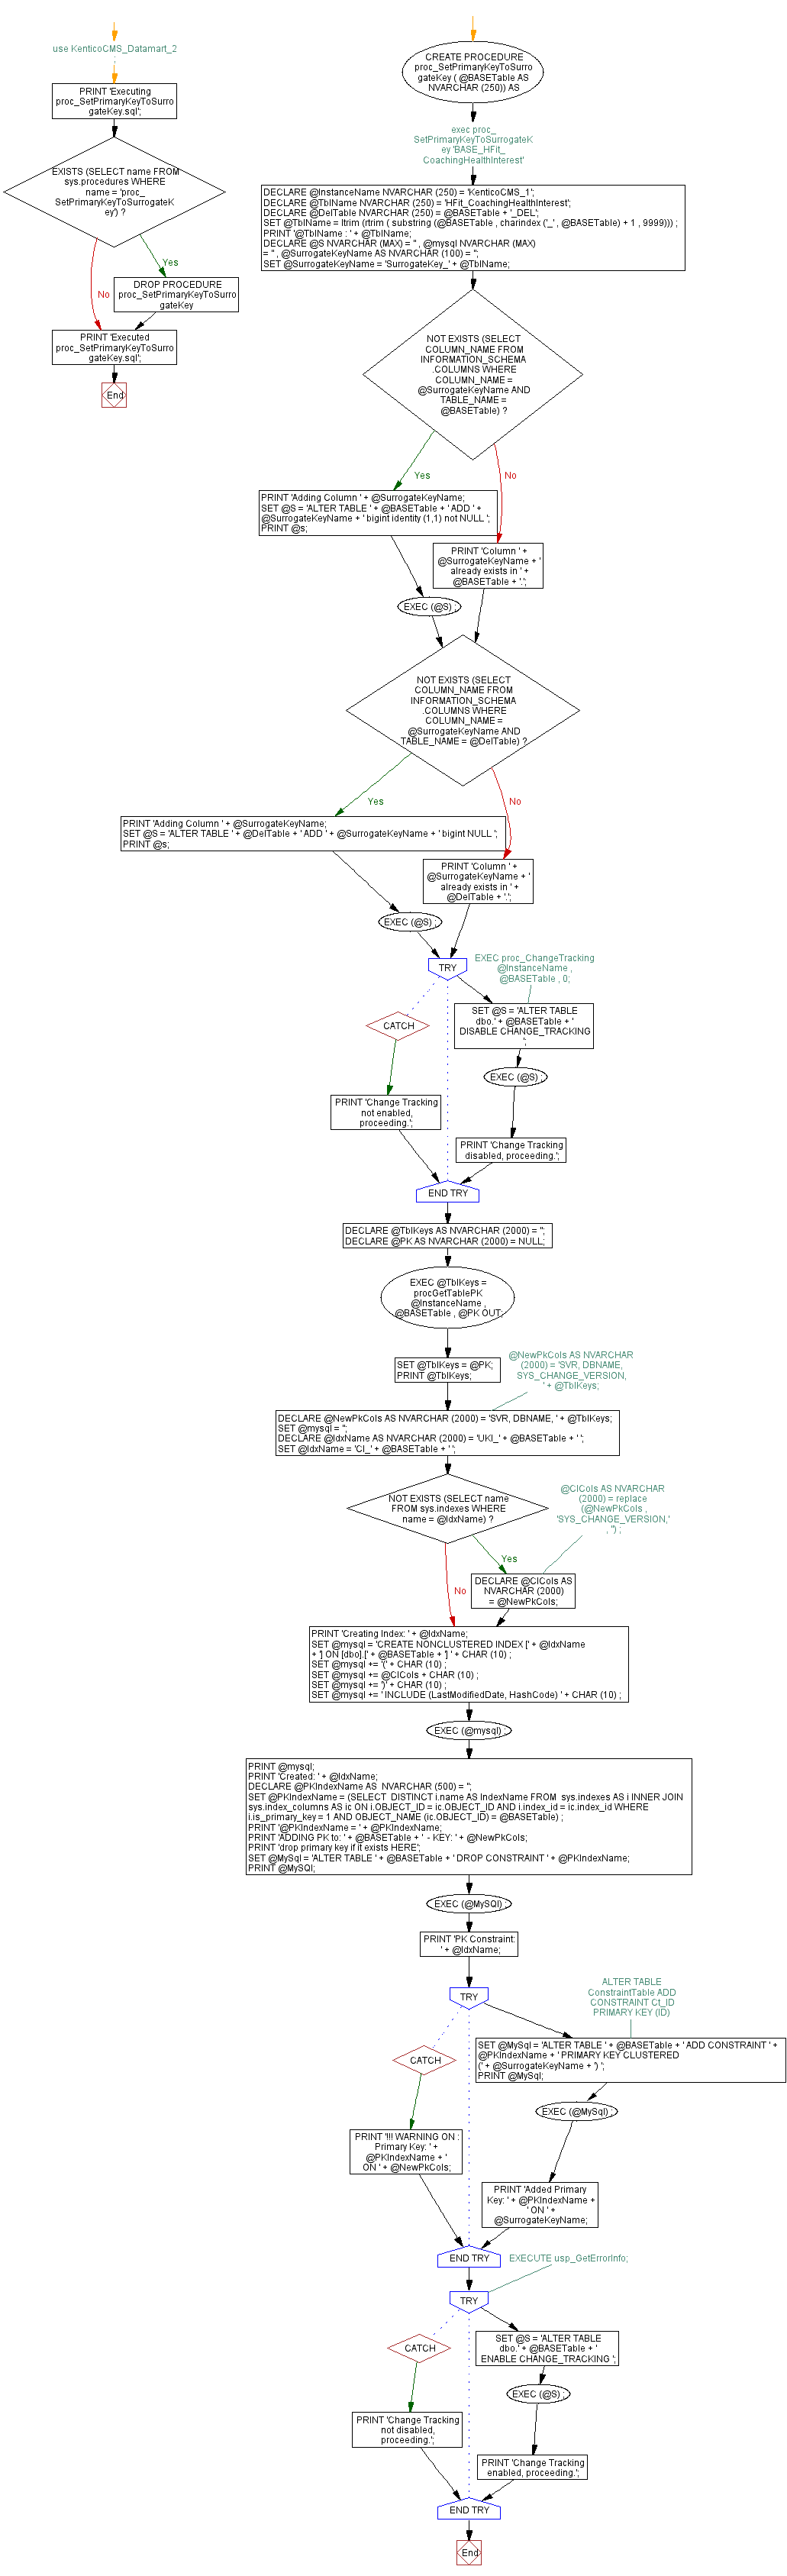 use KenticoCMS_Datamart_2
PRINT 'Executing
proc_SetPrimaryKeyToSurro
gateKey.sql';
EXISTS (SELECT name FROM
sys.procedures WHERE
name = 'proc_
SetPrimaryKeyToSurrogateK
ey') ?
Yes
No
DROP PROCEDURE
proc_SetPrimaryKeyToSurro
gateKey
PRINT 'Executed
proc_SetPrimaryKeyToSurro
gateKey.sql';
End
CREATE PROCEDURE
proc_SetPrimaryKeyToSurro
gateKey ( @BASETable AS
NVARCHAR (250)) AS
exec proc_
SetPrimaryKeyToSurrogateK
ey 'BASE_HFit_
CoachingHealthInterest'
DECLARE @InstanceName NVARCHAR (250) = 'KenticoCMS_1';
DECLARE @TblName NVARCHAR (250) = 'HFit_CoachingHealthInterest';
DECLARE @DelTable NVARCHAR (250) = @BASETable + '_DEL';
SET @TblName = ltrim (rtrim ( substring (@BASETable , charindex ('_' , @BASETable) + 1 , 9999))) ;
PRINT '@TblName : ' + @TblName;
DECLARE @S NVARCHAR (MAX) = '' , @mysql NVARCHAR (MAX)
= '' , @SurrogateKeyName AS NVARCHAR (100) = '';
SET @SurrogateKeyName = 'SurrogateKey_' + @TblName;
NOT EXISTS (SELECT
COLUMN_NAME FROM
INFORMATION_SCHEMA
.COLUMNS WHERE
COLUMN_NAME =
@SurrogateKeyName AND
TABLE_NAME =
@BASETable) ?
Yes
No
PRINT 'Adding Column ' + @SurrogateKeyName;
SET @S = 'ALTER TABLE ' + @BASETable + ' ADD ' +
@SurrogateKeyName + ' bigint identity (1,1) not NULL ';
PRINT @s;
PRINT 'Column ' +
@SurrogateKeyName + '
already exists in ' +
@BASETable + '.';
EXEC (@S) ;
NOT EXISTS (SELECT
COLUMN_NAME FROM
INFORMATION_SCHEMA
.COLUMNS WHERE
COLUMN_NAME =
@SurrogateKeyName AND
TABLE_NAME = @DelTable) ?
Yes
No
PRINT 'Adding Column ' + @SurrogateKeyName;
SET @S = 'ALTER TABLE ' + @DelTable + ' ADD ' + @SurrogateKeyName + ' bigint NULL ';
PRINT @s;
PRINT 'Column ' +
@SurrogateKeyName + '
already exists in ' +
@DelTable + '.';
EXEC (@S) ;
TRY
EXEC proc_ChangeTracking
@InstanceName ,
@BASETable , 0;
CATCH
SET @S = 'ALTER TABLE
dbo.' + @BASETable + '
DISABLE CHANGE_TRACKING
';
EXEC (@S) ;
PRINT 'Change Tracking
not enabled,
proceeding.';
PRINT 'Change Tracking
disabled, proceeding.';
END TRY
DECLARE @TblKeys AS NVARCHAR (2000) = '';
DECLARE @PK AS NVARCHAR (2000) = NULL;
EXEC @TblKeys =
procGetTablePK
@InstanceName ,
@BASETable , @PK OUT;
SET @TblKeys = @PK;
PRINT @TblKeys;
@NewPkCols AS NVARCHAR
(2000) = 'SVR, DBNAME,
SYS_CHANGE_VERSION,
' + @TblKeys;
DECLARE @NewPkCols AS NVARCHAR (2000) = 'SVR, DBNAME, ' + @TblKeys;
SET @mysql = '';
DECLARE @IdxName AS NVARCHAR (2000) = 'UKI_' + @BASETable + ' ';
SET @IdxName = 'CI_' + @BASETable + ' ';
NOT EXISTS (SELECT name
FROM sys.indexes WHERE
name = @IdxName) ?
@CICols AS NVARCHAR
(2000) = replace
(@NewPkCols ,
'SYS_CHANGE_VERSION,'
, '') ;
Yes
No
DECLARE @CICols AS
NVARCHAR (2000)
= @NewPkCols;
PRINT 'Creating Index: ' + @IdxName;
SET @mysql = 'CREATE NONCLUSTERED INDEX [' + @IdxName
+ '] ON [dbo].[' + @BASETable + '] ' + CHAR (10) ;
SET @mysql += '(' + CHAR (10) ;
SET @mysql += @CICols + CHAR (10) ;
SET @mysql += ')' + CHAR (10) ;
SET @mysql += ' INCLUDE (LastModifiedDate, HashCode) ' + CHAR (10) ;
EXEC (@mysql) ;
PRINT @mysql;
PRINT 'Created: ' + @IdxName;
DECLARE @PKIndexName AS  NVARCHAR (500) = '';
SET @PKIndexName = (SELECT  DISTINCT i.name AS IndexName FROM  sys.indexes AS i INNER JOIN
sys.index_columns AS ic ON i.OBJECT_ID = ic.OBJECT_ID AND i.index_id = ic.index_id WHERE
i.is_primary_key = 1 AND OBJECT_NAME (ic.OBJECT_ID) = @BASETable) ;
PRINT '@PKIndexName = ' + @PKIndexName;
PRINT 'ADDING PK to: ' + @BASETable + ' - KEY: ' + @NewPkCols;
PRINT 'drop primary key if it exists HERE';
SET @MySql = 'ALTER TABLE ' + @BASETable + ' DROP CONSTRAINT ' + @PKIndexName;
PRINT @MySQl;
EXEC (@MySQl) ;
PRINT 'PK Constraint:
' + @IdxName;
TRY
ALTER TABLE
ConstraintTable ADD
CONSTRAINT Ct_ID
PRIMARY KEY (ID)
CATCH
SET @MySql = 'ALTER TABLE ' + @BASETable + ' ADD CONSTRAINT ' +
@PKIndexName + ' PRIMARY KEY CLUSTERED
(' + @SurrogateKeyName + ') ';
PRINT @MySql;
EXEC (@MySql) ;
PRINT '!!! WARNING ON :
Primary Key: ' +
@PKIndexName + '
ON ' + @NewPkCols;
PRINT 'Added Primary
Key: ' + @PKIndexName +
' ON ' +
@SurrogateKeyName;
END TRY
EXECUTE usp_GetErrorInfo;
TRY
CATCH
SET @S = 'ALTER TABLE
dbo.' + @BASETable + '
ENABLE CHANGE_TRACKING ';
EXEC (@S) ;
PRINT 'Change Tracking
not disabled,
proceeding.';
PRINT 'Change Tracking
enabled, proceeding.';
END TRY
End